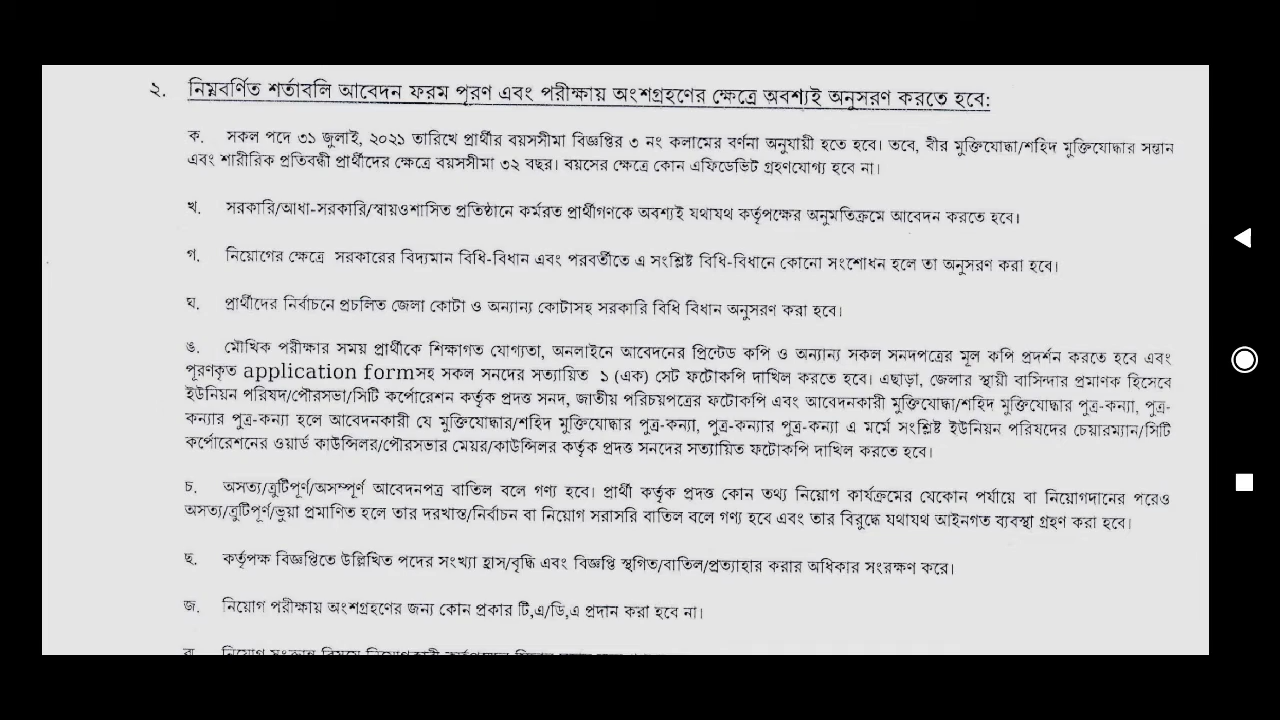 ২. নিম্নবর্ণিত শর্তাবলি আবেদন ফরম পূরণ এবং পরীক্ষায় অংশগ্রহণের ক্ষেত্রে অবশ্যই অনুসরণ করতে হবে:
ক. সকল পদে ৩১ জুলাই, ২০২১ তারিখে প্রার্থীর বয়সসীমা বিজ্ঞপ্তির ৩ নং কলামের বর্ণনা অনুযায়ী হতে হবে। তবে, বীর মুক্তিযোদ্ধা/শহিদ মুক্তিযোদ্ধার সন্তান
এবং শারীরিক প্রতিবন্ধী প্রার্থীদের ক্ষেত্রে বয়সসীমা ৩২ বছর। বয়সের ক্ষেত্রে কোন এফিডেভিট গ্রহণযোগ্য হবে না।
খ. সরকারি/আধা-সরকারি/স্বায়ওশাসিত প্রতিষ্ঠানে কর্মরত প্রার্থীগণকে অবশ্যই যথাযথ কর্তৃপক্ষের অনুমতিক্রমে আবেদন করতে হবে।
গ. নিয়োগের ক্ষেত্রে সরকারের বিদ্যমান বিধি-বিধান এবং পরবর্তীতে এ সংশ্লিষ্ট বিধি-বিধানে কোনো সংশোধন হলে তা অনুসরণ করা হবে।
ঘ. প্রার্থীদের নির্বাচনে প্রচলিত জেলা কোটা ও অন্যান্য কোটাসহ সরকারি বিধি বিধান অনুসরণ করা হবে।
ঙ. মৌখিক পরীক্ষার সময় প্রার্থীকে শিক্ষাগত যোগ্যতা, অনলাইনে আবেদনের প্রিন্টেড কপি ও অন্যান্য সকল সনদপত্রের মূল কপি প্রদর্শন করতে হবে এবং
পূরণকৃত application formসহ সকল সনদের সত্যায়িত ১ (এক) সেট ফটোকপি দাখিল করতে হবে। এছাড়া, জেলার স্থায়ী বাসিন্দার প্রমাণক হিসেবে
ইউনিয়ন পরিষদ/পৌরসভা/সিটি কর্পোরেশন কর্তৃক প্রদত্ত সনদ, জাতীয় পরিচয়পত্রের ফটোকপি এবং আবেদনকারী মুক্তিযোদ্ধা/শহিদ মুক্তিযোদ্ধার পুত্র-কন্যা, পুত্র-
কন্যার পুত্র-কন্যা হলে আবেদনকারী যে মুক্তিযোদ্ধার/শহিদ মুক্তিযোদ্ধার পুত্র-কন্যা, পুত্র-কন্যার পুত্র-কন্যা এ মর্মে সংশ্লিষ্ট ইউনিয়ন পরিষদের চেয়ারম্যান/সিটি
কর্পোরেশনের ওয়ার্ড কাউন্সিলর/পৌরসভার মেয়র/কাউন্সিলর কর্তৃক প্রদত্ত সনদের সত্যায়িত ফটোকপি দাখিল করতে হবে।
চ. অসত্য/ত্রুটিপূর্ণ/অসম্পূর্ণ আবেদনপত্র বাতিল বলে গণ্য হবে। প্রার্থী কর্তৃক প্রদত্ত কোন তথ্য নিয়োগ কার্যক্রমের যেকোন পর্যায়ে বা নিয়োগদানের পরেও
অসত্য/ত্রুটিপূর্ণ/ভুয়া প্রমাণিত হলে তার দরখাস্ত/নির্বাচন বা নিয়োগ সরাসরি বাতিল বলে গণ্য হবে এবং তার বিরুদ্ধে যথাযথ আইনগত ব্যবস্থা গ্রহণ করা হবে।
ছ. কর্তৃপক্ষ বিজ্ঞপ্তিতে উল্লিখিত পদের সংখ্যা হ্রাস/বৃদ্ধি এবং বিজ্ঞপ্তি স্থগিত/বাতিল/প্রত্যাহার করার অধিকার সংরক্ষণ করে।
জ. নিয়োগ পরীক্ষায় অংশগ্রহণের জন্য কোন প্রকার টি,এ/ডি,এ প্রদান করা হবে না।